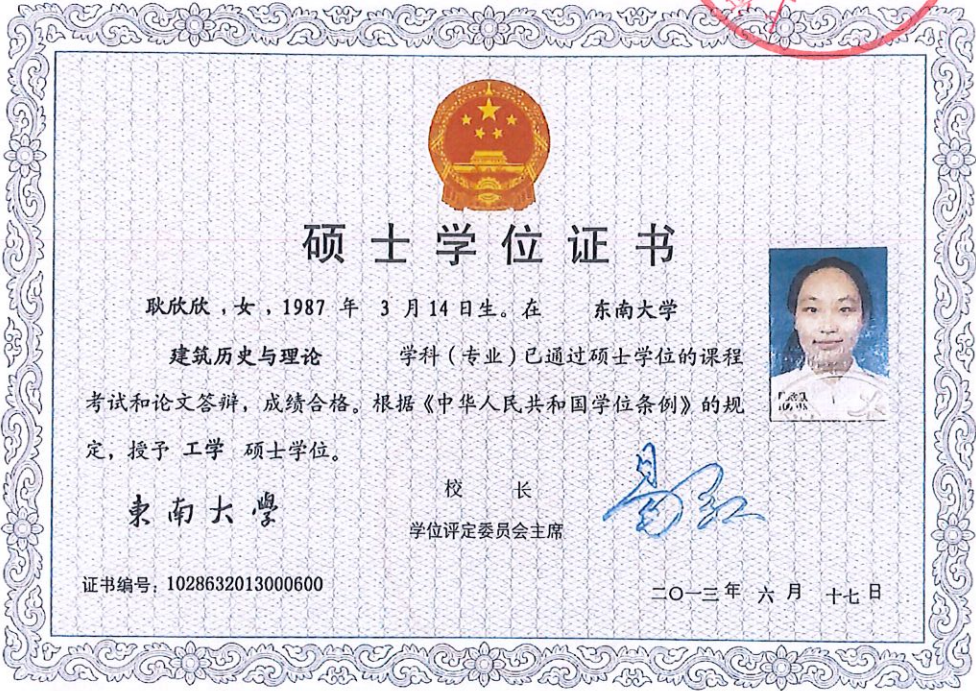 硕士学位证书
耿欣欣，女，1987 年 3 月 14 日生。在 东南大学
建筑历史与理论 学科（专业）已通过硕士学位的课程
考试和论文答辩，成绩合格。根据《中华人民共和国学位条例》的规
定，授予 工学 硕士学位。
東南大學
校 长
学位评定委员会主席
易红
证书编号：1028632013000600
二〇一三年 六月 十七日